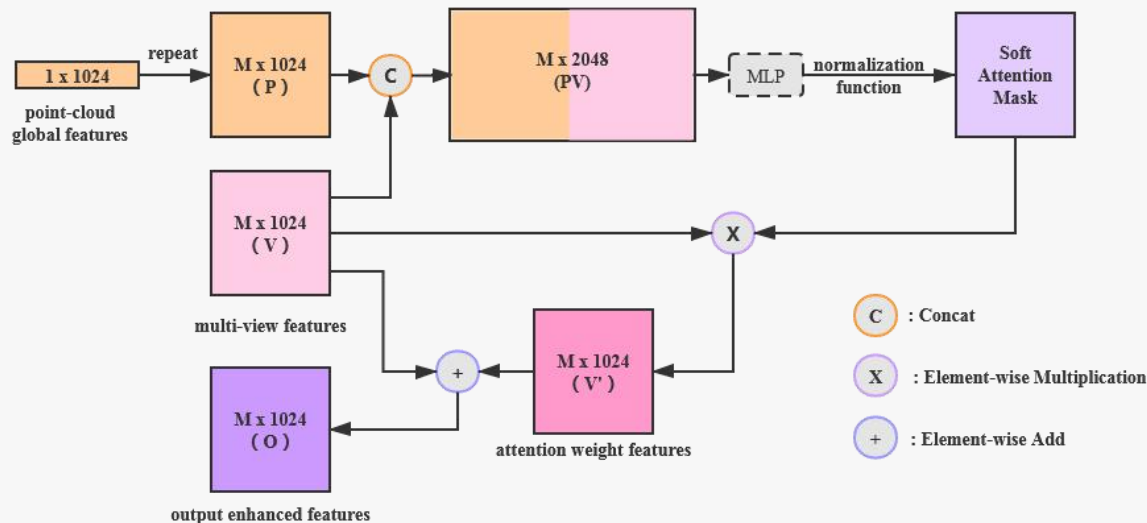 1 x 1024
point-cloud
global features
repeat
M x 1024
( P )
C
M x 2048
(PV)
MLP
normalization
function
Soft
Attention
Mask
M x 1024
( V )
multi-view features
X
M x 1024
( V' )
attention weight features
+
M x 1024
( O )
output enhanced features
C : Concat
X : Element-wise Multiplication
+ : Element-wise Add